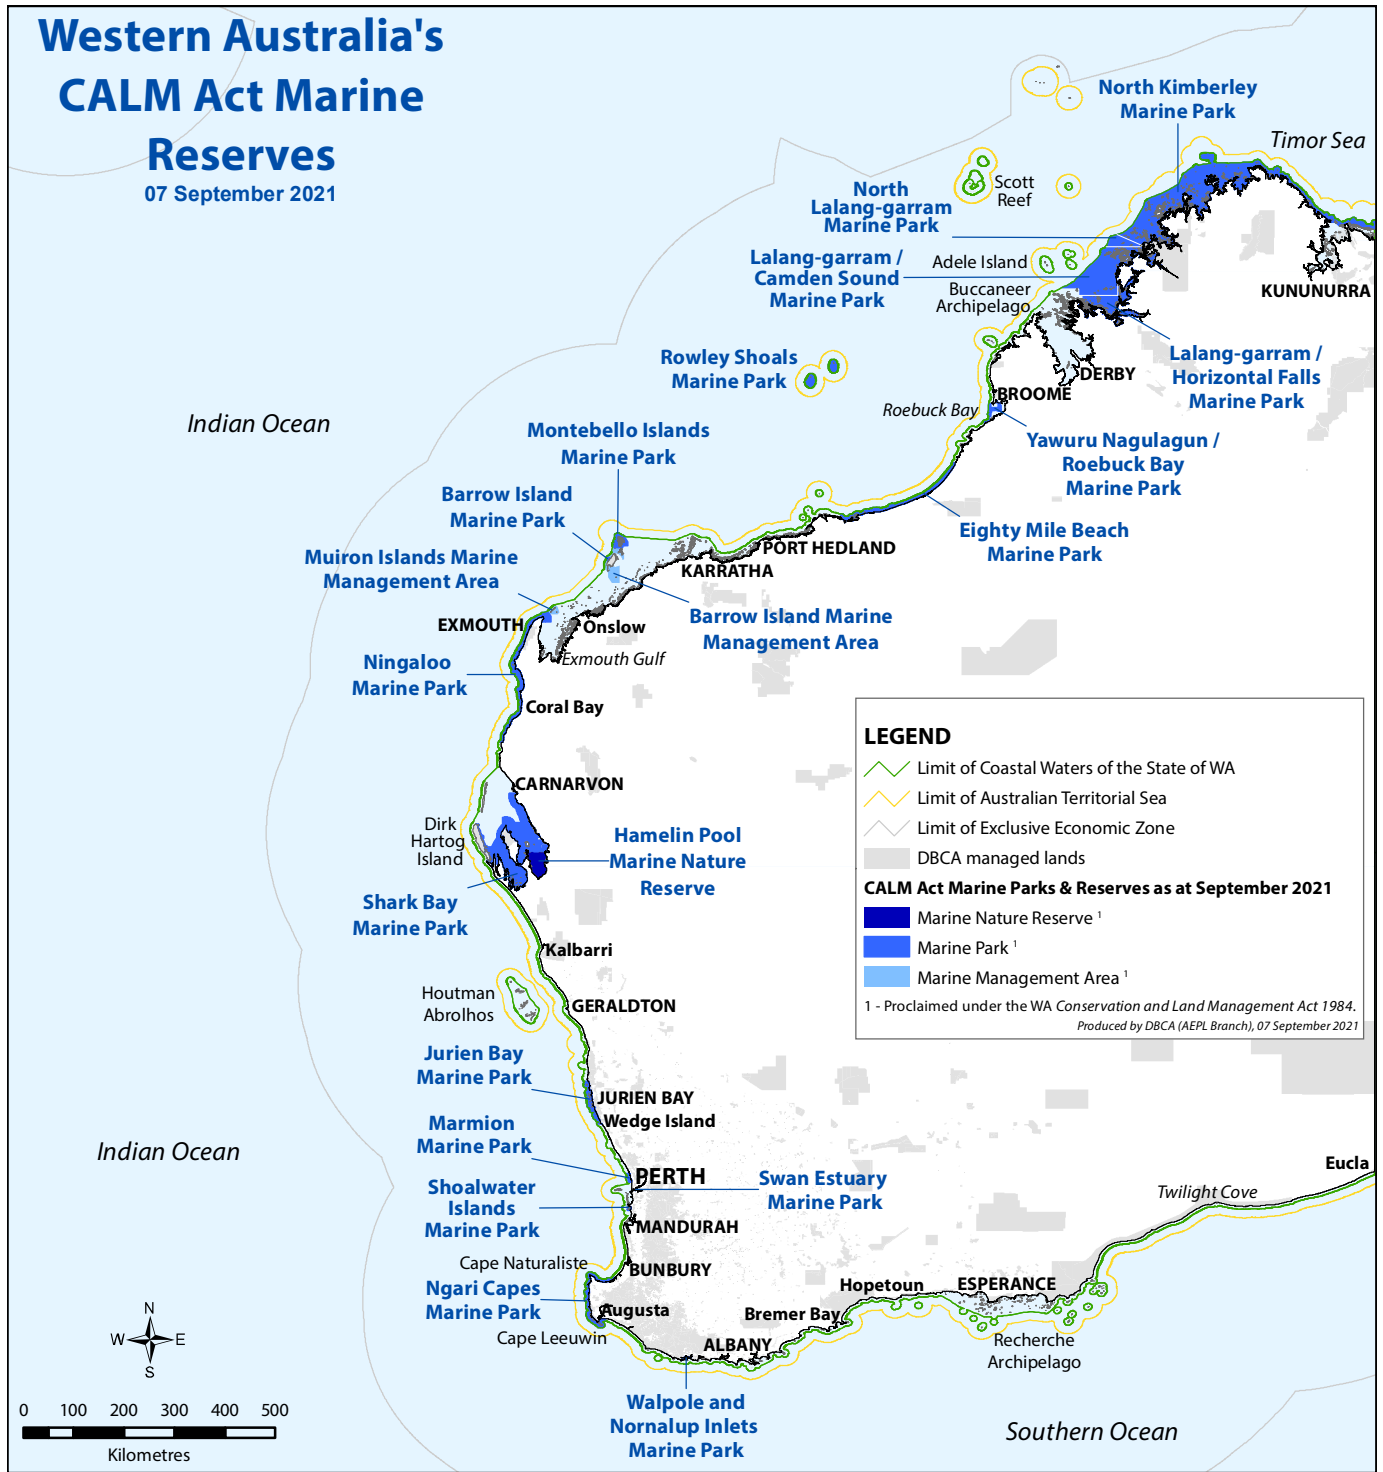 Western Australia's
CALM Act Marine
Reserves
07 September 2021
North Kimberley
Marine Park
Timor Sea
Scott
Reef
North
Lalang-garram
Marine Park
Lalang-garram /
Camden Sound
Marine Park
Adele Island
Buccaneer
Archipelago
KUNUNURRA
Rowley Shoals
Marine Park
Lalang-garram /
Horizontal Falls
Marine Park
DERBY
BROOME
Roebuck Bay
Indian Ocean
Yawuru Nagulagun /
Roebuck Bay
Marine Park
Montebello Islands
Marine Park
Barrow Island
Marine Park
Eighty Mile Beach
Marine Park
Muiron Islands Marine
Management Area
PORT HEDLAND
KARRATHA
Barrow Island Marine
Management Area
EXMOUTH
Onslow
Exmouth Gulf
Ningaloo
Marine Park
Coral Bay
CARNARVON
Dirk
Hartog
Island
Hamelin Pool
Marine Nature
Reserve
Shark Bay
Marine Park
Kalbarri
Houtman
Abrolhos
GERALDTON
LEGEND
Limit of Coastal Waters of the State of WA
Limit of Australian Territorial Sea
Limit of Exclusive Economic Zone
DBCA managed lands
CALM Act Marine Parks & Reserves as at September 2021
Marine Nature Reserve 1
Marine Park 1
Marine Management Area 1
1 - Proclaimed under the WA Conservation and Land Management Act 1984.
Produced by DBCA (AEPL Branch), 07 September 2021
Jurien Bay
Marine Park
JURIEN BAY
Wedge Island
Marmion
Marine Park
Indian Ocean
PERTH
Swan Estuary
Marine Park
Shoalwater
Islands
Marine Park
MANDURAH
Eucla
Twilight Cove
Cape Naturaliste
BUNBURY
Ngari Capes
Marine Park
Augusta
Cape Leeuwin
Hopetoun
ESPERANCE
Bremer Bay
ALBANY
Recherche
Archipelago
Walpole and
Nornalup Inlets
Marine Park
Southern Ocean
N
W E
S
0 100 200 300 400 500
Kilometres